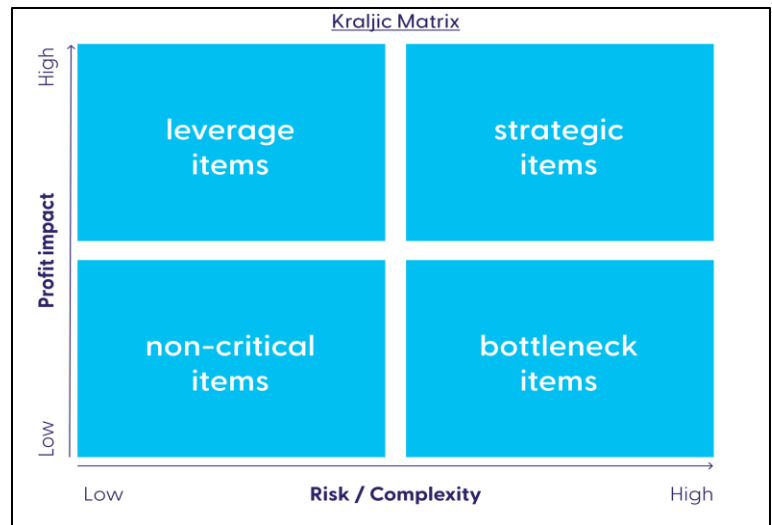 Kraljic Matrix
High
leverage
items
strategic
items
Profit impact
non-critical
items
bottleneck
items
Low
Low
Risk / Complexity
High